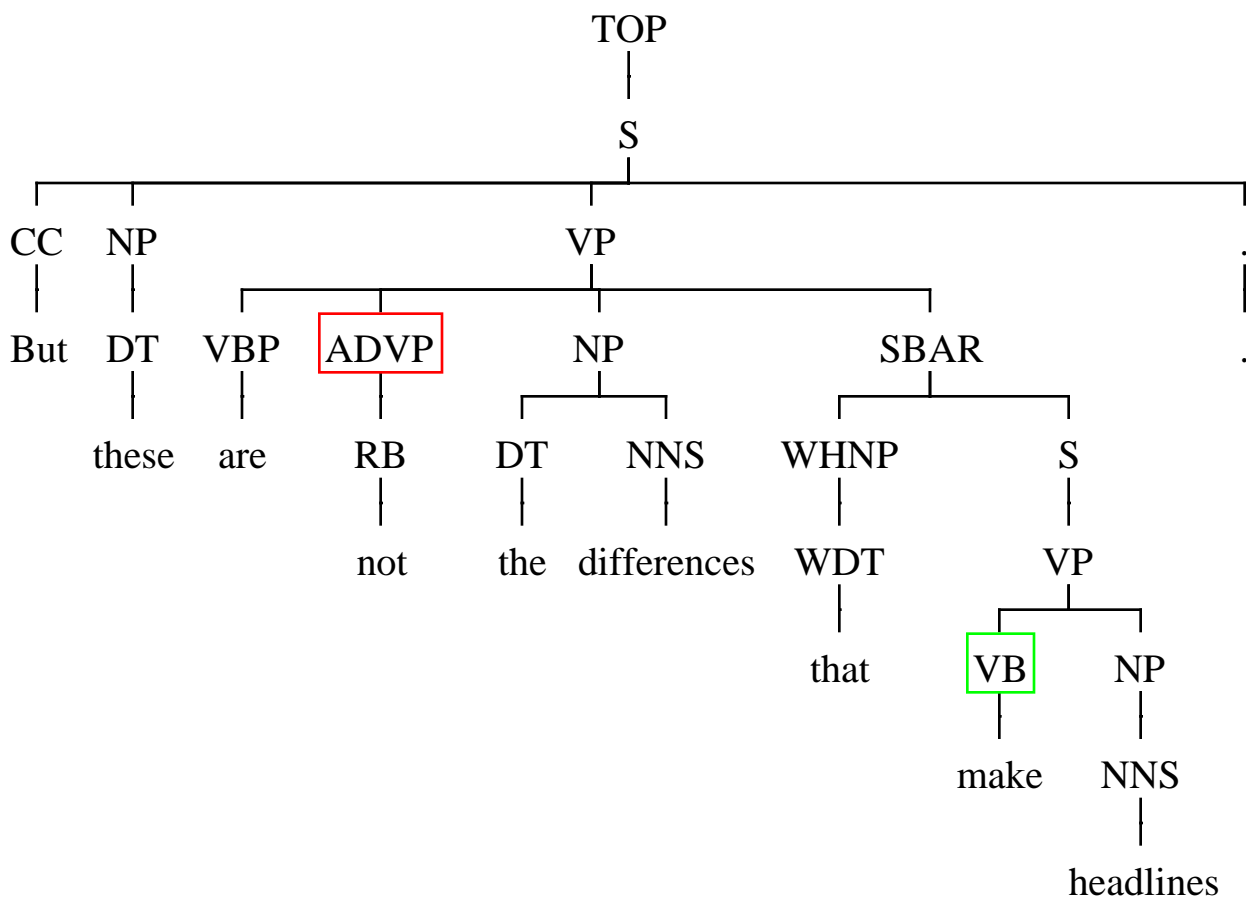 TOP
S
CC NP VP .
But DT VBP ADVP NP SBAR .
these are RB DT NNS WHNP S
not the differences WDT VP
that VB NP
make NNS
headlines